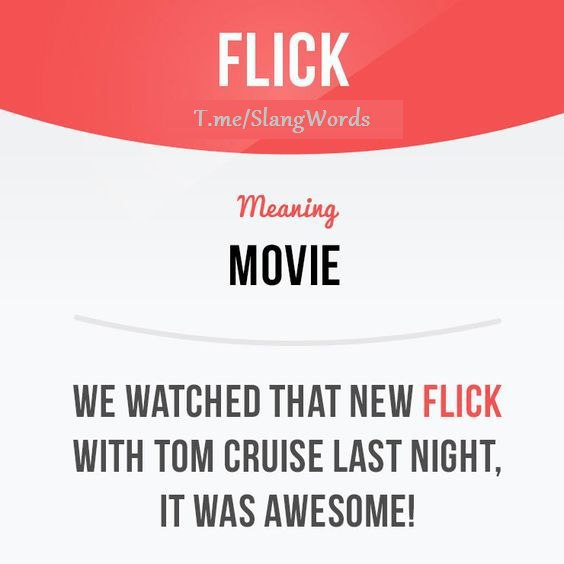 FLICK
T.me/SlangWords
Meaning
MOVIE
WE WATCHED THAT NEW FLICK
WITH TOM CRUISE LAST NIGHT,
IT WAS AWESOME!